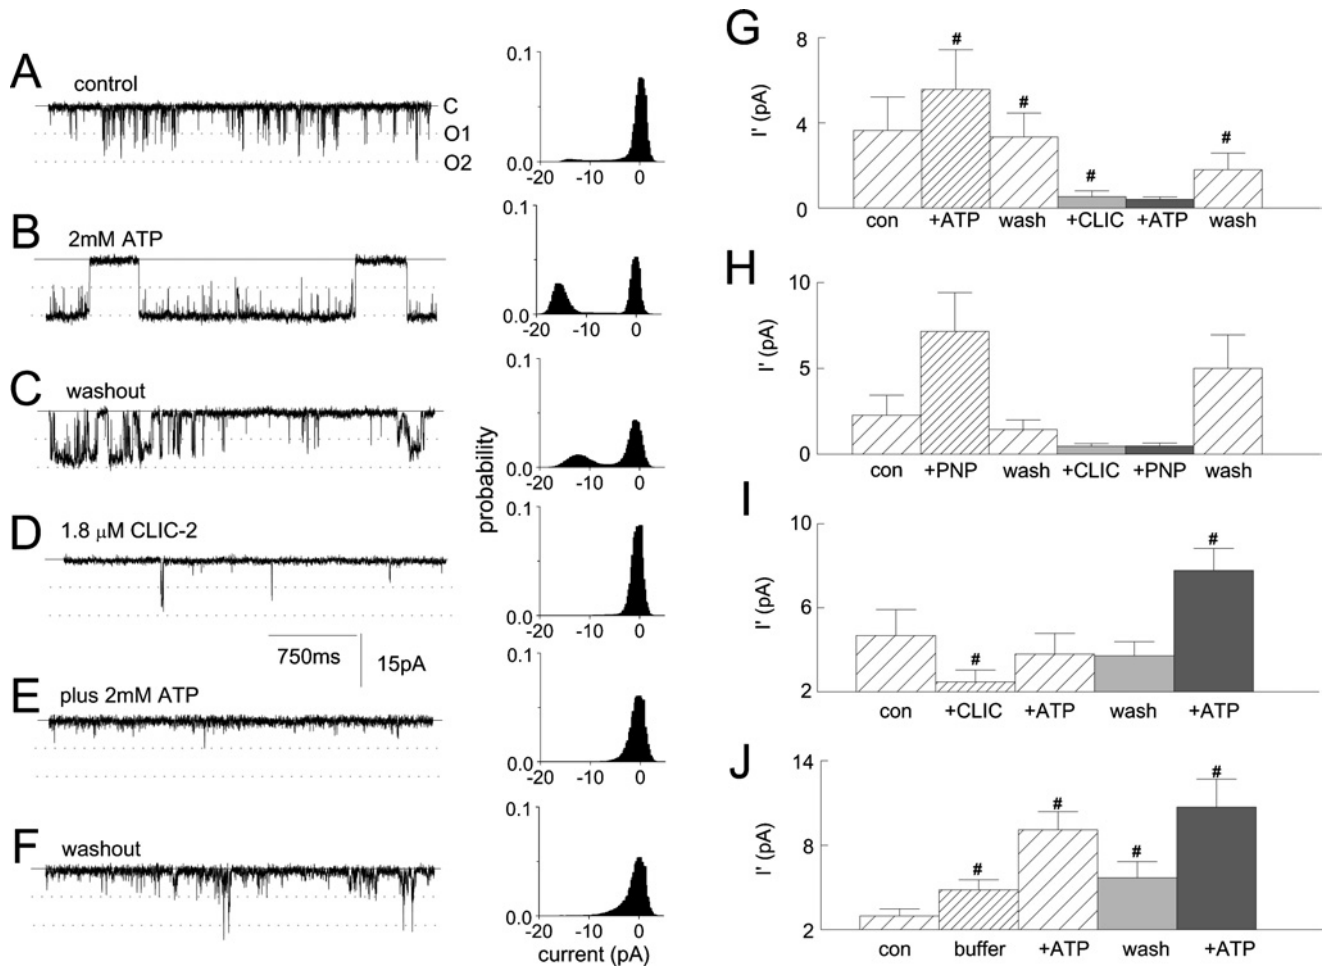 A
control
C
O1
O2
0.1
0.0
-20 -10 0
B
2mM ATP
0.1
0.0
-20 -10 0
C
washout
0.1
0.0
-20 -10 0
D
1.8 μM CLIC-2
0.0
-20 -10 0
750ms
15pA
E
plus 2mM ATP
0.1
0.0
-20 -10 0
F
washout
0.1
0.0
-20 -10 0
current (pA)
probability
G
8
4
0
I' (pA)
# # # #
con +ATP wash +CLIC +ATP wash
H
10
5
0
I' (pA)
con +PNP wash +CLIC +PNP wash
I
10
6
2
I' (pA)
# #
con +CLIC +ATP wash +ATP
J
14
8
2
I' (pA)
# # # #
con buffer +ATP wash +ATP